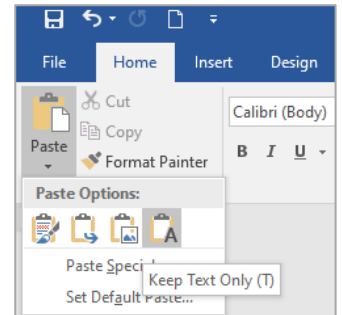 File Home Insert Design
Cut
Calibri (Body)
Copy
Paste
Format Painter
B I U
Paste Options:
A
Paste Speci
Keep Text Only (T)
Set Default Paste...